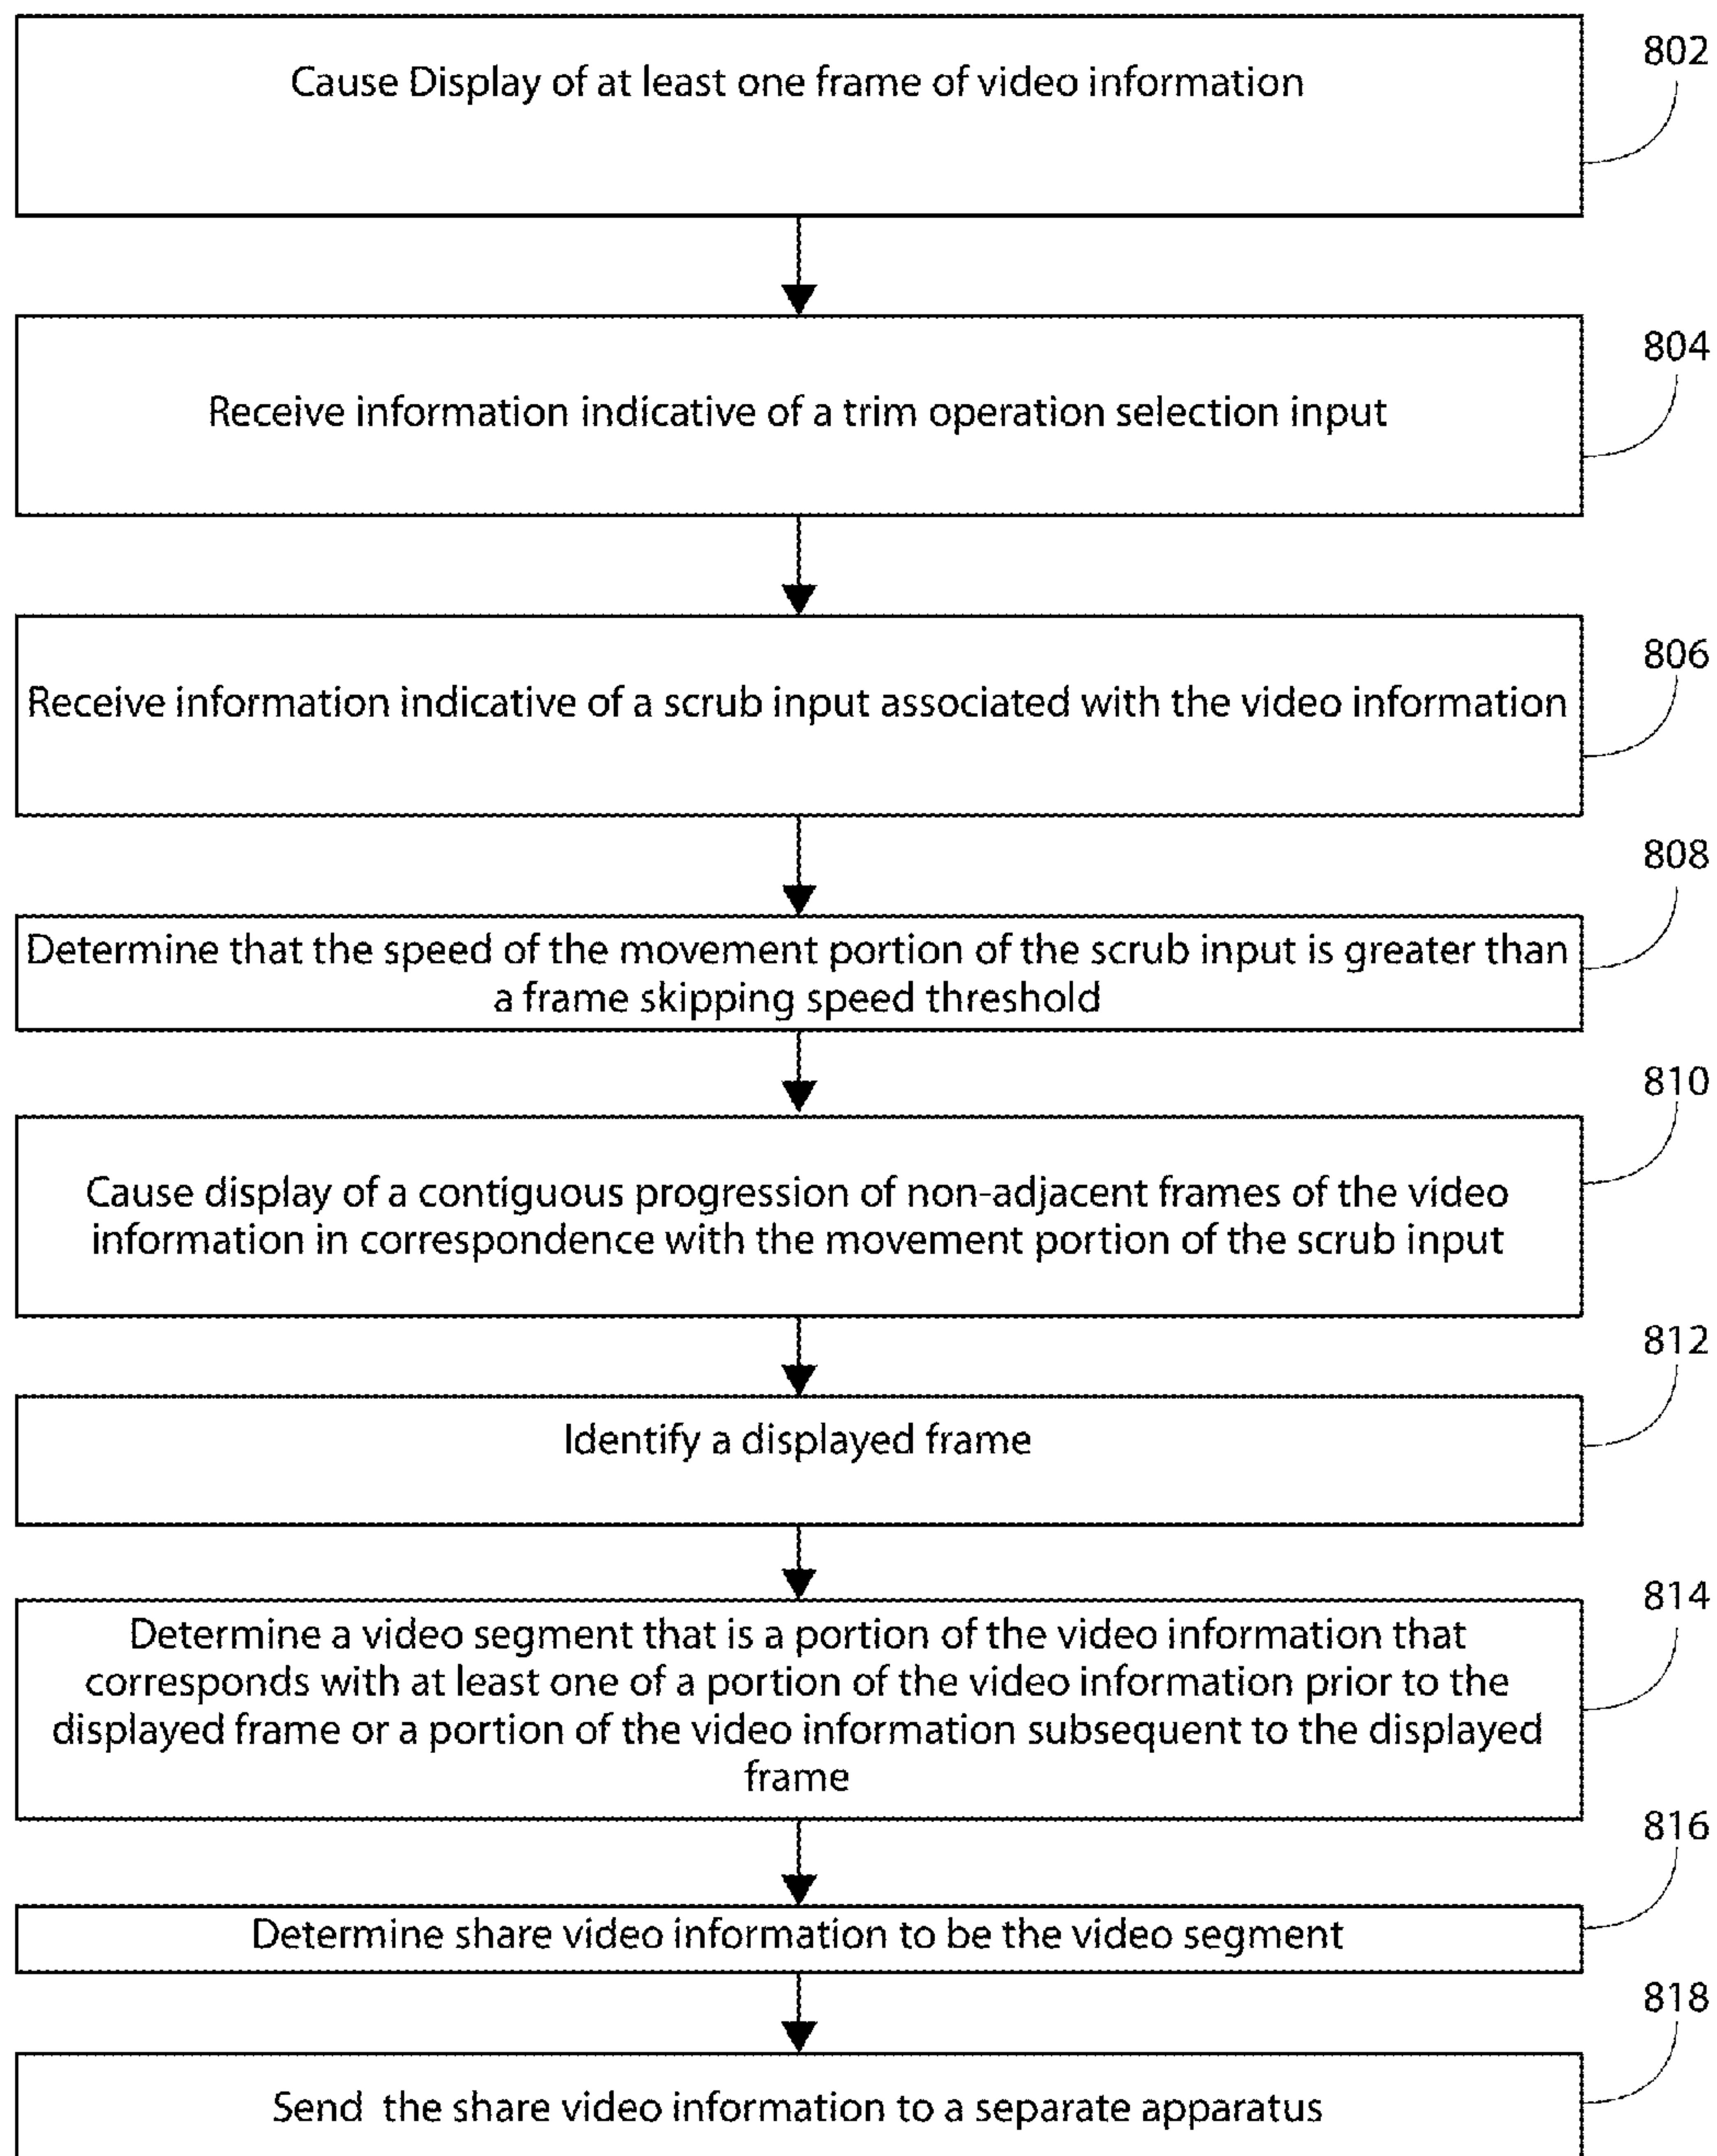 802
Cause Display of at least one frame of video information
804
Receive information indicative of a trim operation selection input
806
Receive information indicative of a scrub input associated with the video information
808
Determine that the speed of the movement portion of the scrub input is greater than
a frame skipping speed threshold
810
Cause display of a contiguous progression of non-adjacent frames of the video
information in correspondence with the movement portion of the scrub input
812
Identify a displayed frame
814
Determine a video segment that is a portion of the video information that
corresponds with at least one of a portion of the video information prior to the
displayed frame or a portion of the video information subsequent to the displayed
frame
816
Determine share video information to be the video segment
818
Send the share video information to a separate apparatus